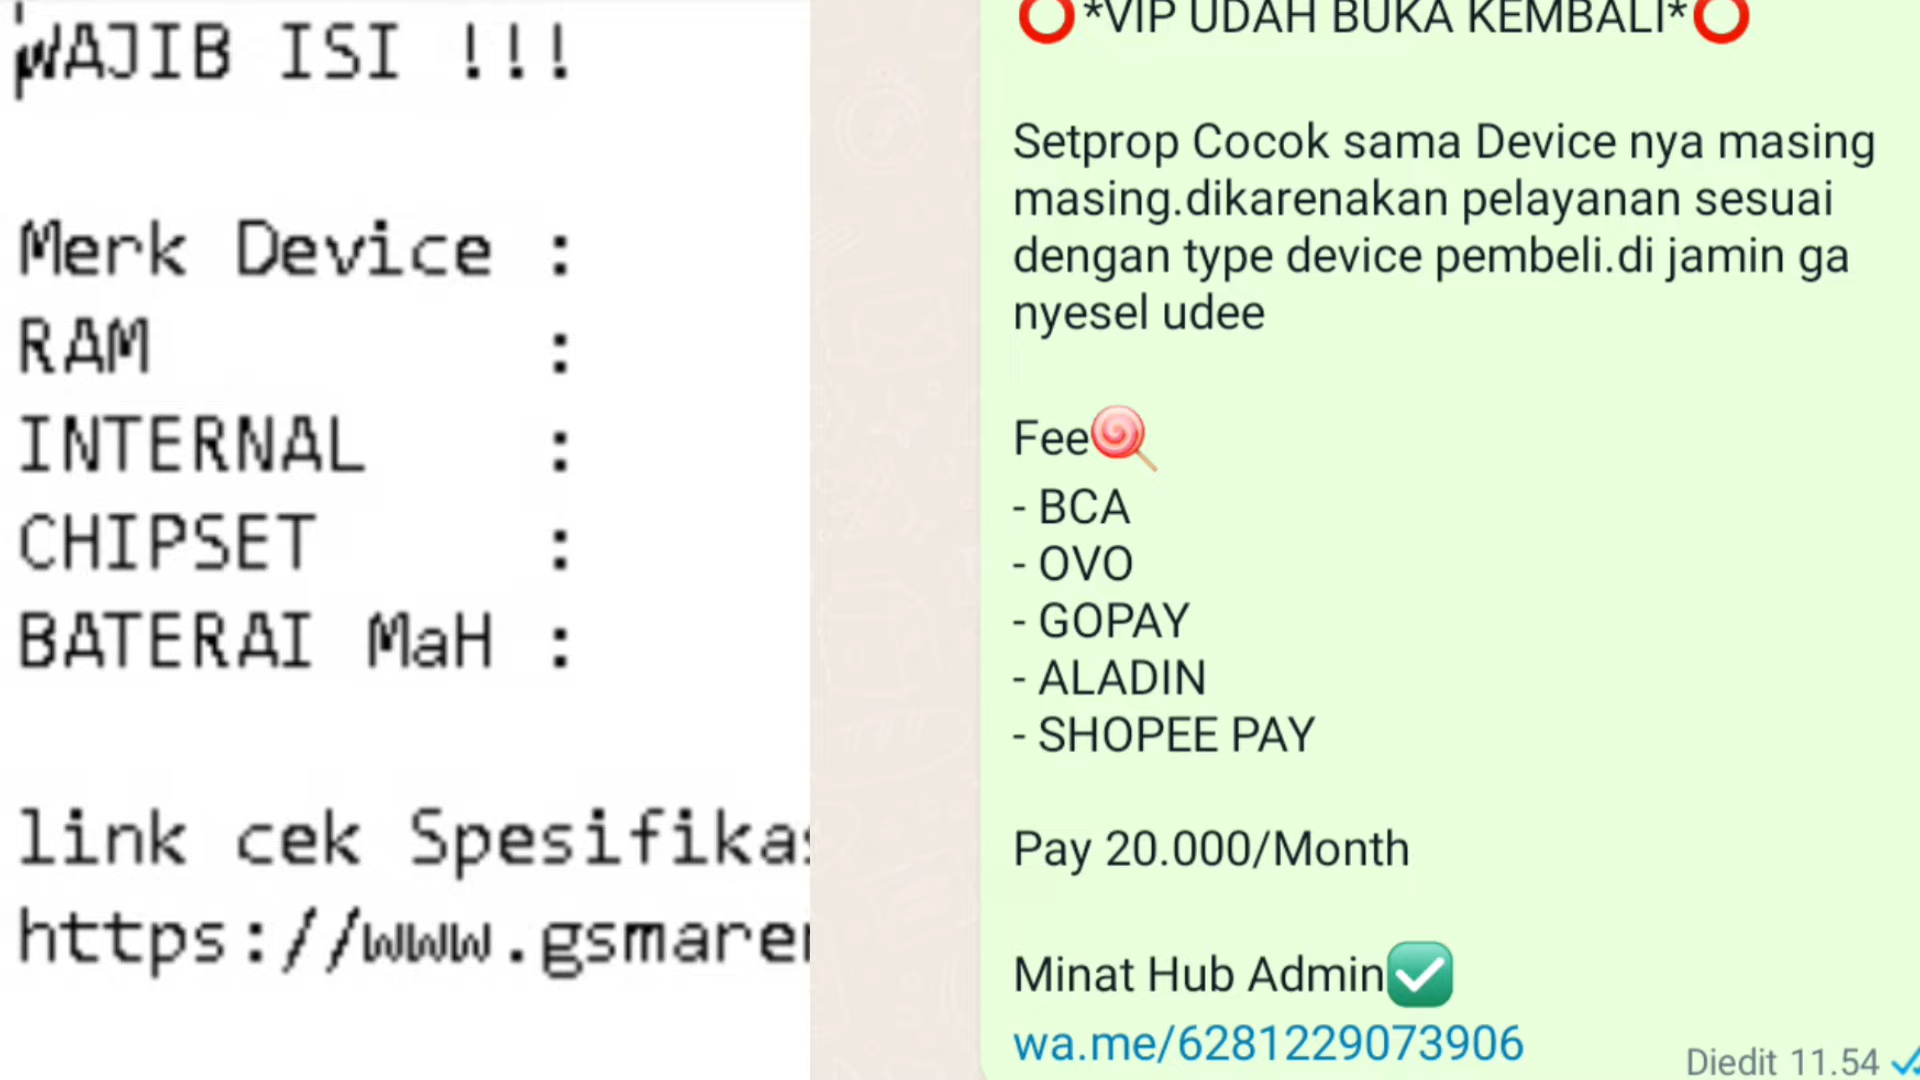 WAJIB ISI !!!
Merk Device :
RAM :
INTERNAL :
CHIPSET :
BATERAI MaH :
link cek Spesifikas
https://www.gsmaren
⭕*VIP UDAH BUKA KEMBALI*⭕
Setprop Cocok sama Device nya masing
masing.dikarenakan pelayanan sesuai
dengan type device pembeli.di jamin ga
nyesel udee
Fee🍭
- BCA
- OVO
- GOPAY
- ALADIN
- SHOPEE PAY
Pay 20.000/Month
Minat Hub Admin✅
wa.me/6281229073906
Diedit 11.54